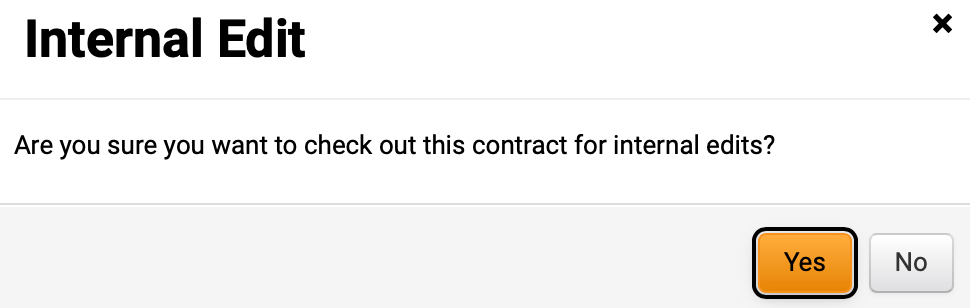 Internal Edit
Are you sure you want to check out this contract for internal edits?
Yes No